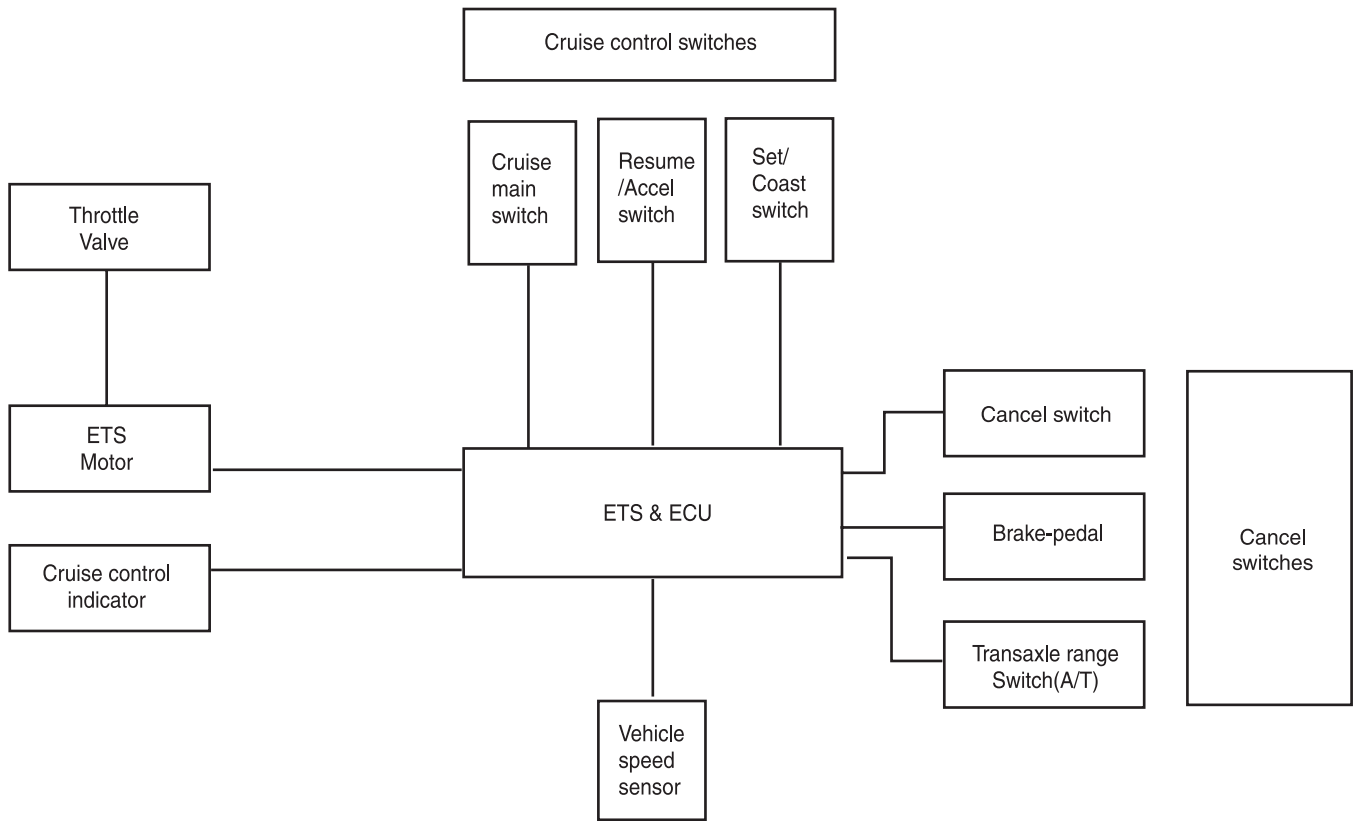 Cruise control switches
Cruise
main
switch
Resume
/Accel
switch
Set/
Coast
switch
Throttle
Valve
ETS
Motor
Cruise control
indicator
ETS & ECU
Vehicle
speed
sensor
Cancel switch
Brake-pedal
Transaxle range
Switch(A/T)
Cancel
switches